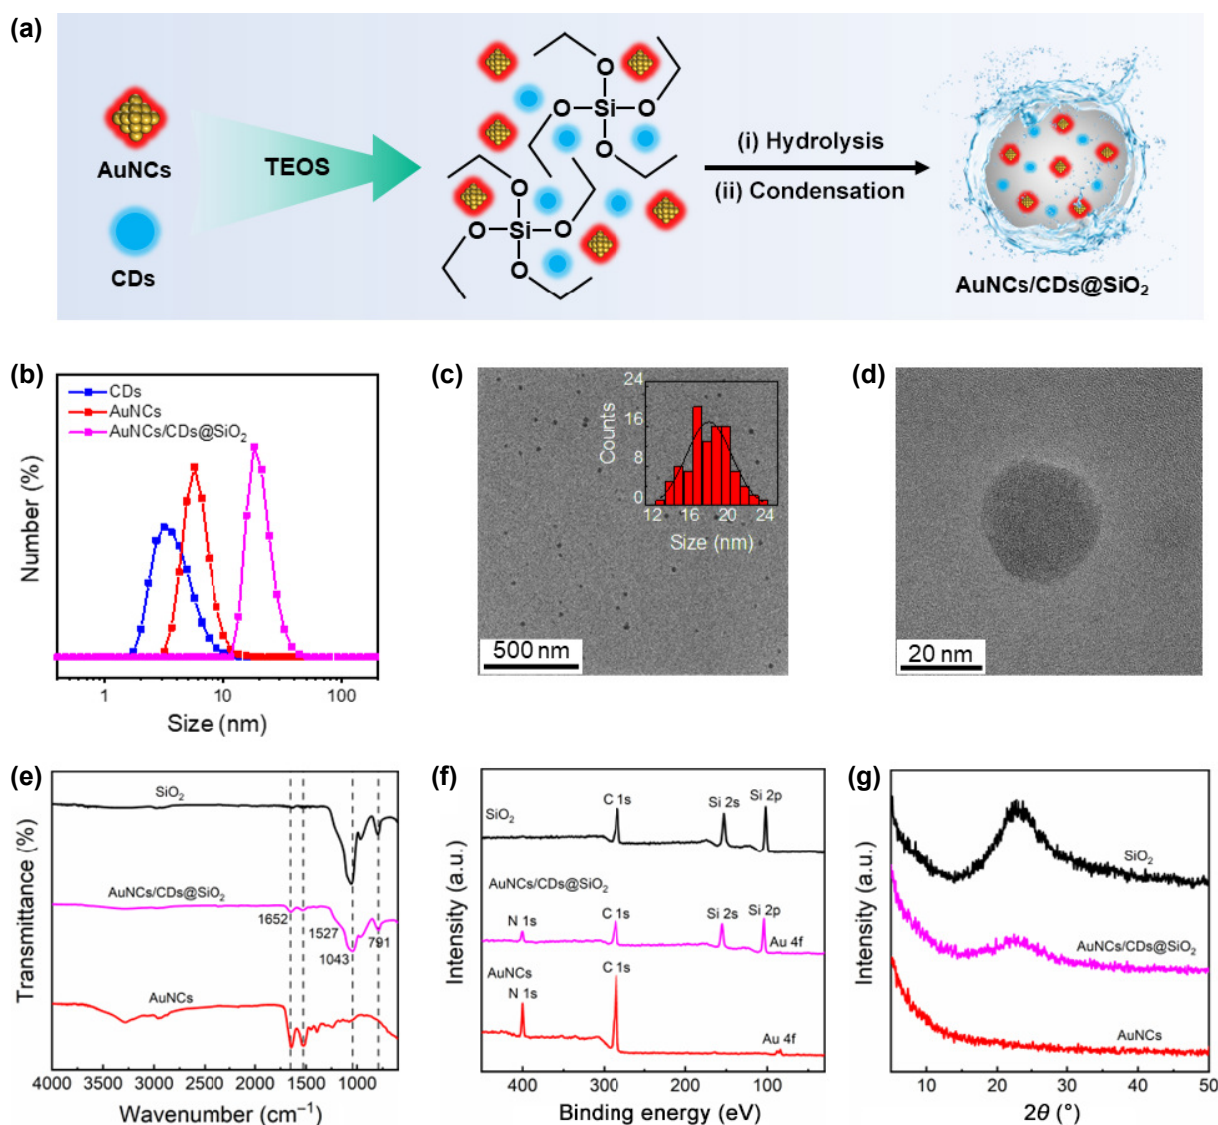 (a)
AuNCs
CDs
TEOS
O
O Si O
O
O
O Si O
O
(i) Hydrolysis
(ii) Condensation
AuNCs/CDs@SiO₂
(b)
CDs
AuNCs
AuNCs/CDs@SiO₂
Number (%)
1 10 100
Size (nm)
(c)
24
16
8
0
Counts
12 16 20 24
Size (nm)
500 nm
(d)
20 nm
(e)
SiO₂
AuNCs/CDs@SiO₂
1652
1527
1043
791
AuNCs
Transmittance (%)
4000 3500 3000 2500 2000 1500 1000
Wavenumber (cm⁻¹)
(f)
SiO₂
C 1s
Si 2s
Si 2p
AuNCs/CDs@SiO₂
N 1s
C 1s
Si 2s
Si 2p
Au 4f
AuNCs
N 1s
C 1s
Au 4f
Intensity (a.u.)
400 300 200 100
Binding energy (eV)
(g)
SiO₂
AuNCs/CDs@SiO₂
AuNCs
Intensity (a.u.)
10 20 30 40 50
2θ (°)